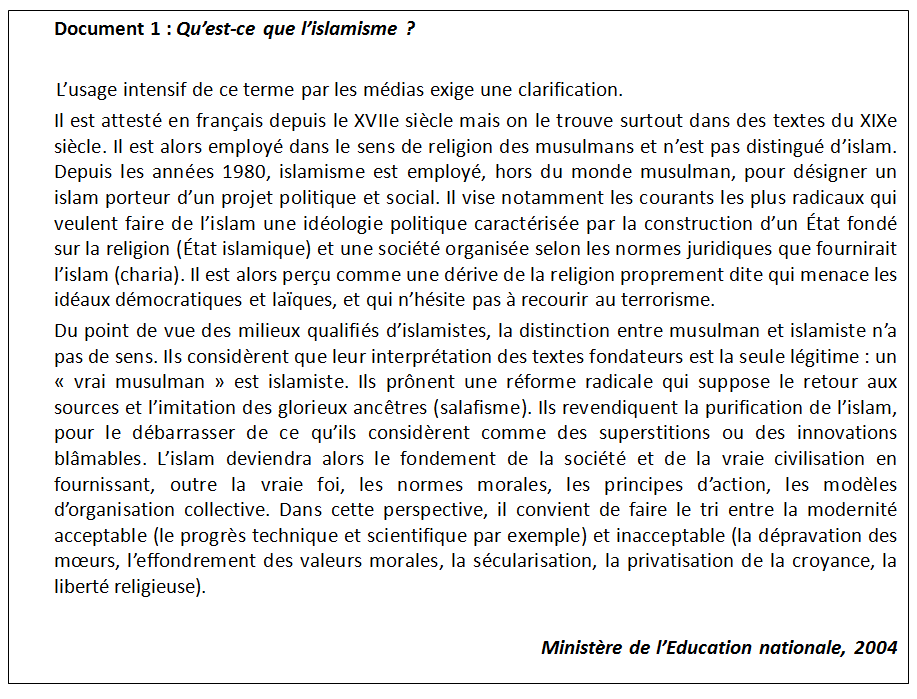 Document 1 : Qu’est-ce que l’islamisme ?
L’usage intensif de ce terme par les médias exige une clarification.
Il est attesté en français depuis le XVIIe siècle mais on le trouve surtout dans des textes du XIXe
siècle. Il est alors employé dans le sens de religion des musulmans et n’est pas distingué d’islam.
Depuis les années 1980, islamisme est employé, hors du monde musulman, pour désigner un
islam porteur d’un projet politique et social. Il vise notamment les courants les plus radicaux qui
veulent faire de l’islam une idéologie politique caractérisée par la construction d’un État fondé
sur la religion (État islamique) et une société organisée selon les normes juridiques que fournirait
l’islam (charia). Il est alors perçu comme une dérive de la religion proprement dite qui menace les
idéaux démocratiques et laïques, et qui n’hésite pas à recourir au terrorisme.
Du point de vue des milieux qualifiés d’islamistes, la distinction entre musulman et islamiste n’a
pas de sens. Ils considèrent que leur interprétation des textes fondateurs est la seule légitime : un
« vrai musulman » est islamiste. Ils prônent une réforme radicale qui suppose le retour aux
sources et l’imitation des glorieux ancêtres (salafisme). Ils revendiquent la purification de l’islam,
pour le débarrasser de ce qu’ils considèrent comme des superstitions ou des innovations
blâmables. L’islam deviendra alors le fondement de la société et de la vraie civilisation en
fournissant, outre la vraie foi, les normes morales, les principes d’action, les modèles
d’organisation collective. Dans cette perspective, il convient de faire le tri entre la modernité
acceptable (le progrès technique et scientifique par exemple) et inacceptable (la dépravation des
mœurs, l’effondrement des valeurs morales, la sécularisation, la privatisation de la croyance, la
liberté religieuse).
Ministère de l’Education nationale, 2004